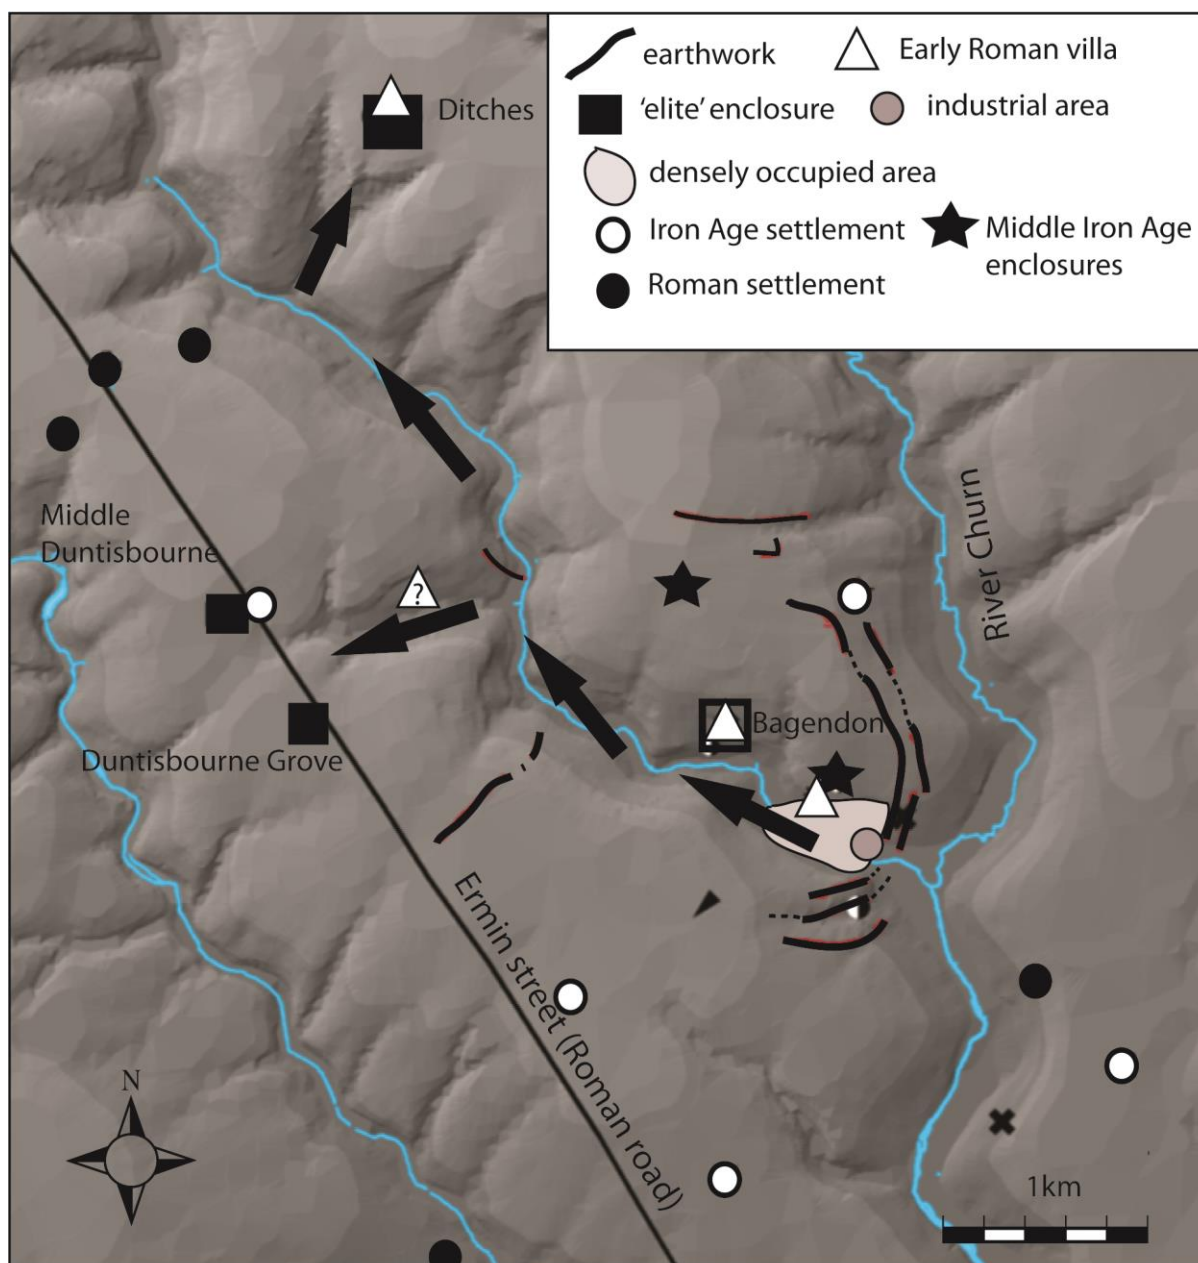 earthwork
Early Roman villa
'elite' enclosure
industrial area
densely occupied area
Iron Age settlement
Middle Iron Age
enclosures
Roman settlement
Ditches
River Churn
Middle
Duntisbourne
?
Bagendon
Duntisbourne Grove
Ermin street (Roman road)
N
1km